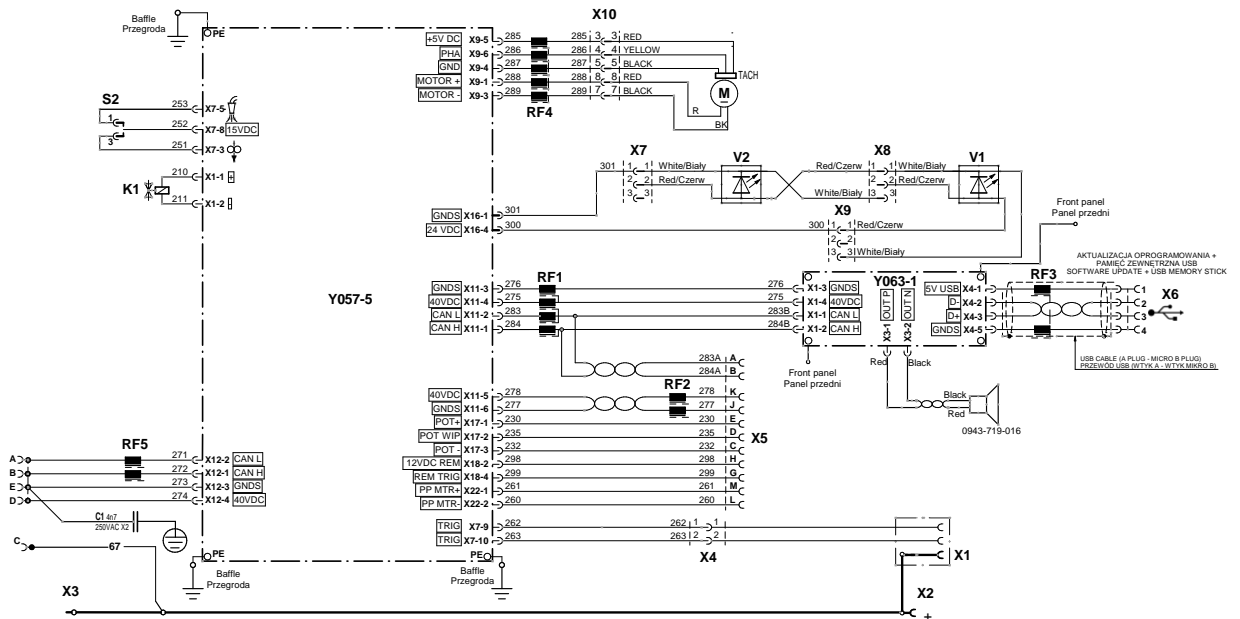 Baffle
Przegroda
PE
X10
+5V DC X9-5 285 285 3 3 RED
PHA X9-6 286 286 4 4 YELLOW
GND X9-4 287 287 5 5 BLACK
MOTOR + X9-1 288 288 8 8 RED
MOTOR - X9-3 289 289 7 7 BLACK
RF4
TACH
M
R
BK
S2
1
3
253 X7-5
252 X7-8 15VDC
251 X7-3
K1
210 X1-1
211 X1-2
X7
V2
X8
V1
301 1 1 White/Biały
2 2 Red/Czerw
3 3
Red/Czerw 1 1 White/Biały
2 2 Red/Czerw
White/Biały 3 3
GNDS X16-1 301
24 VDC X16-4 300
X9
300 1 1 Red/Czerw
2 2
3 3 White/Biały
Front panel
Panel przedni
Y057-5
RF1
GNDS X11-3 276
40VDC X11-4 275
CAN L X11-2 283
CAN H X11-1 284
Y063-1
276 X1-3 GNDS
275 X1-4 40VDC
283B X1-1 CAN L
284B X1-2 CAN H
X3-1 OUT P
X3-2 OUT N
5V USB X4-1
D- X4-2
D+ X4-3
GNDS X4-5
RF3
AKTUALIZACJA OPROGRAMOWANIA +
PAMIĘĆ ZEWNĘTRZNA USB
SOFTWARE UPDATE + USB MEMORY STICK
1
2
3
4
X6
USB CABLE (A PLUG - MICRO B PLUG)
PRZEWÓD USB (WTYK A - WTYK MIKRO B)
Front panel
Panel przedni
Red
Black
Black
Red
0943-719-016
283A A
284A B
RF2
40VDC X11-5 278 278 K
GNDS X11-6 277 277 J
POT+ X17-1 230 230 E
POT WIP X17-2 235 235 D
POT - X17-3 232 232 C
12VDC REM X18-2 298 298 H
REM TRIG X18-4 299 299 G
PP MTR+ X22-1 261 261 M
PP MTR- X22-2 260 260 L
X5
TRIG X7-9 262 262 1 1
TRIG X7-10 263 263 2 2
X4
X1
RF5
A 271 X12-2 CAN L
B 272 X12-1 CAN H
E 273 X12-3 GNDS
D 274 X12-4 40VDC
C1 4n7
250VAC X2
C 67
PE
Baffle
Przegroda
PE
Baffle
Przegroda
X3
X2
+